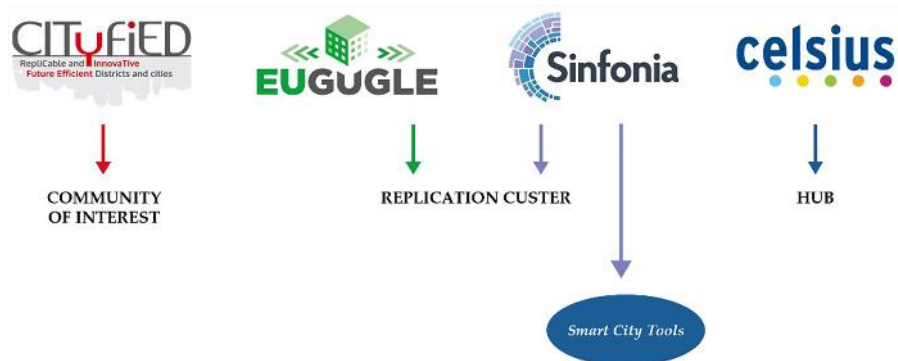 CITyFiED
RepliCable and InnovaTive
Future Efficient Districts and cities
EUGUGLE
Sinfonia
celsius
COMMUNITY
OF INTEREST
REPLICATION CUSTER
HUB
Smart City Tools